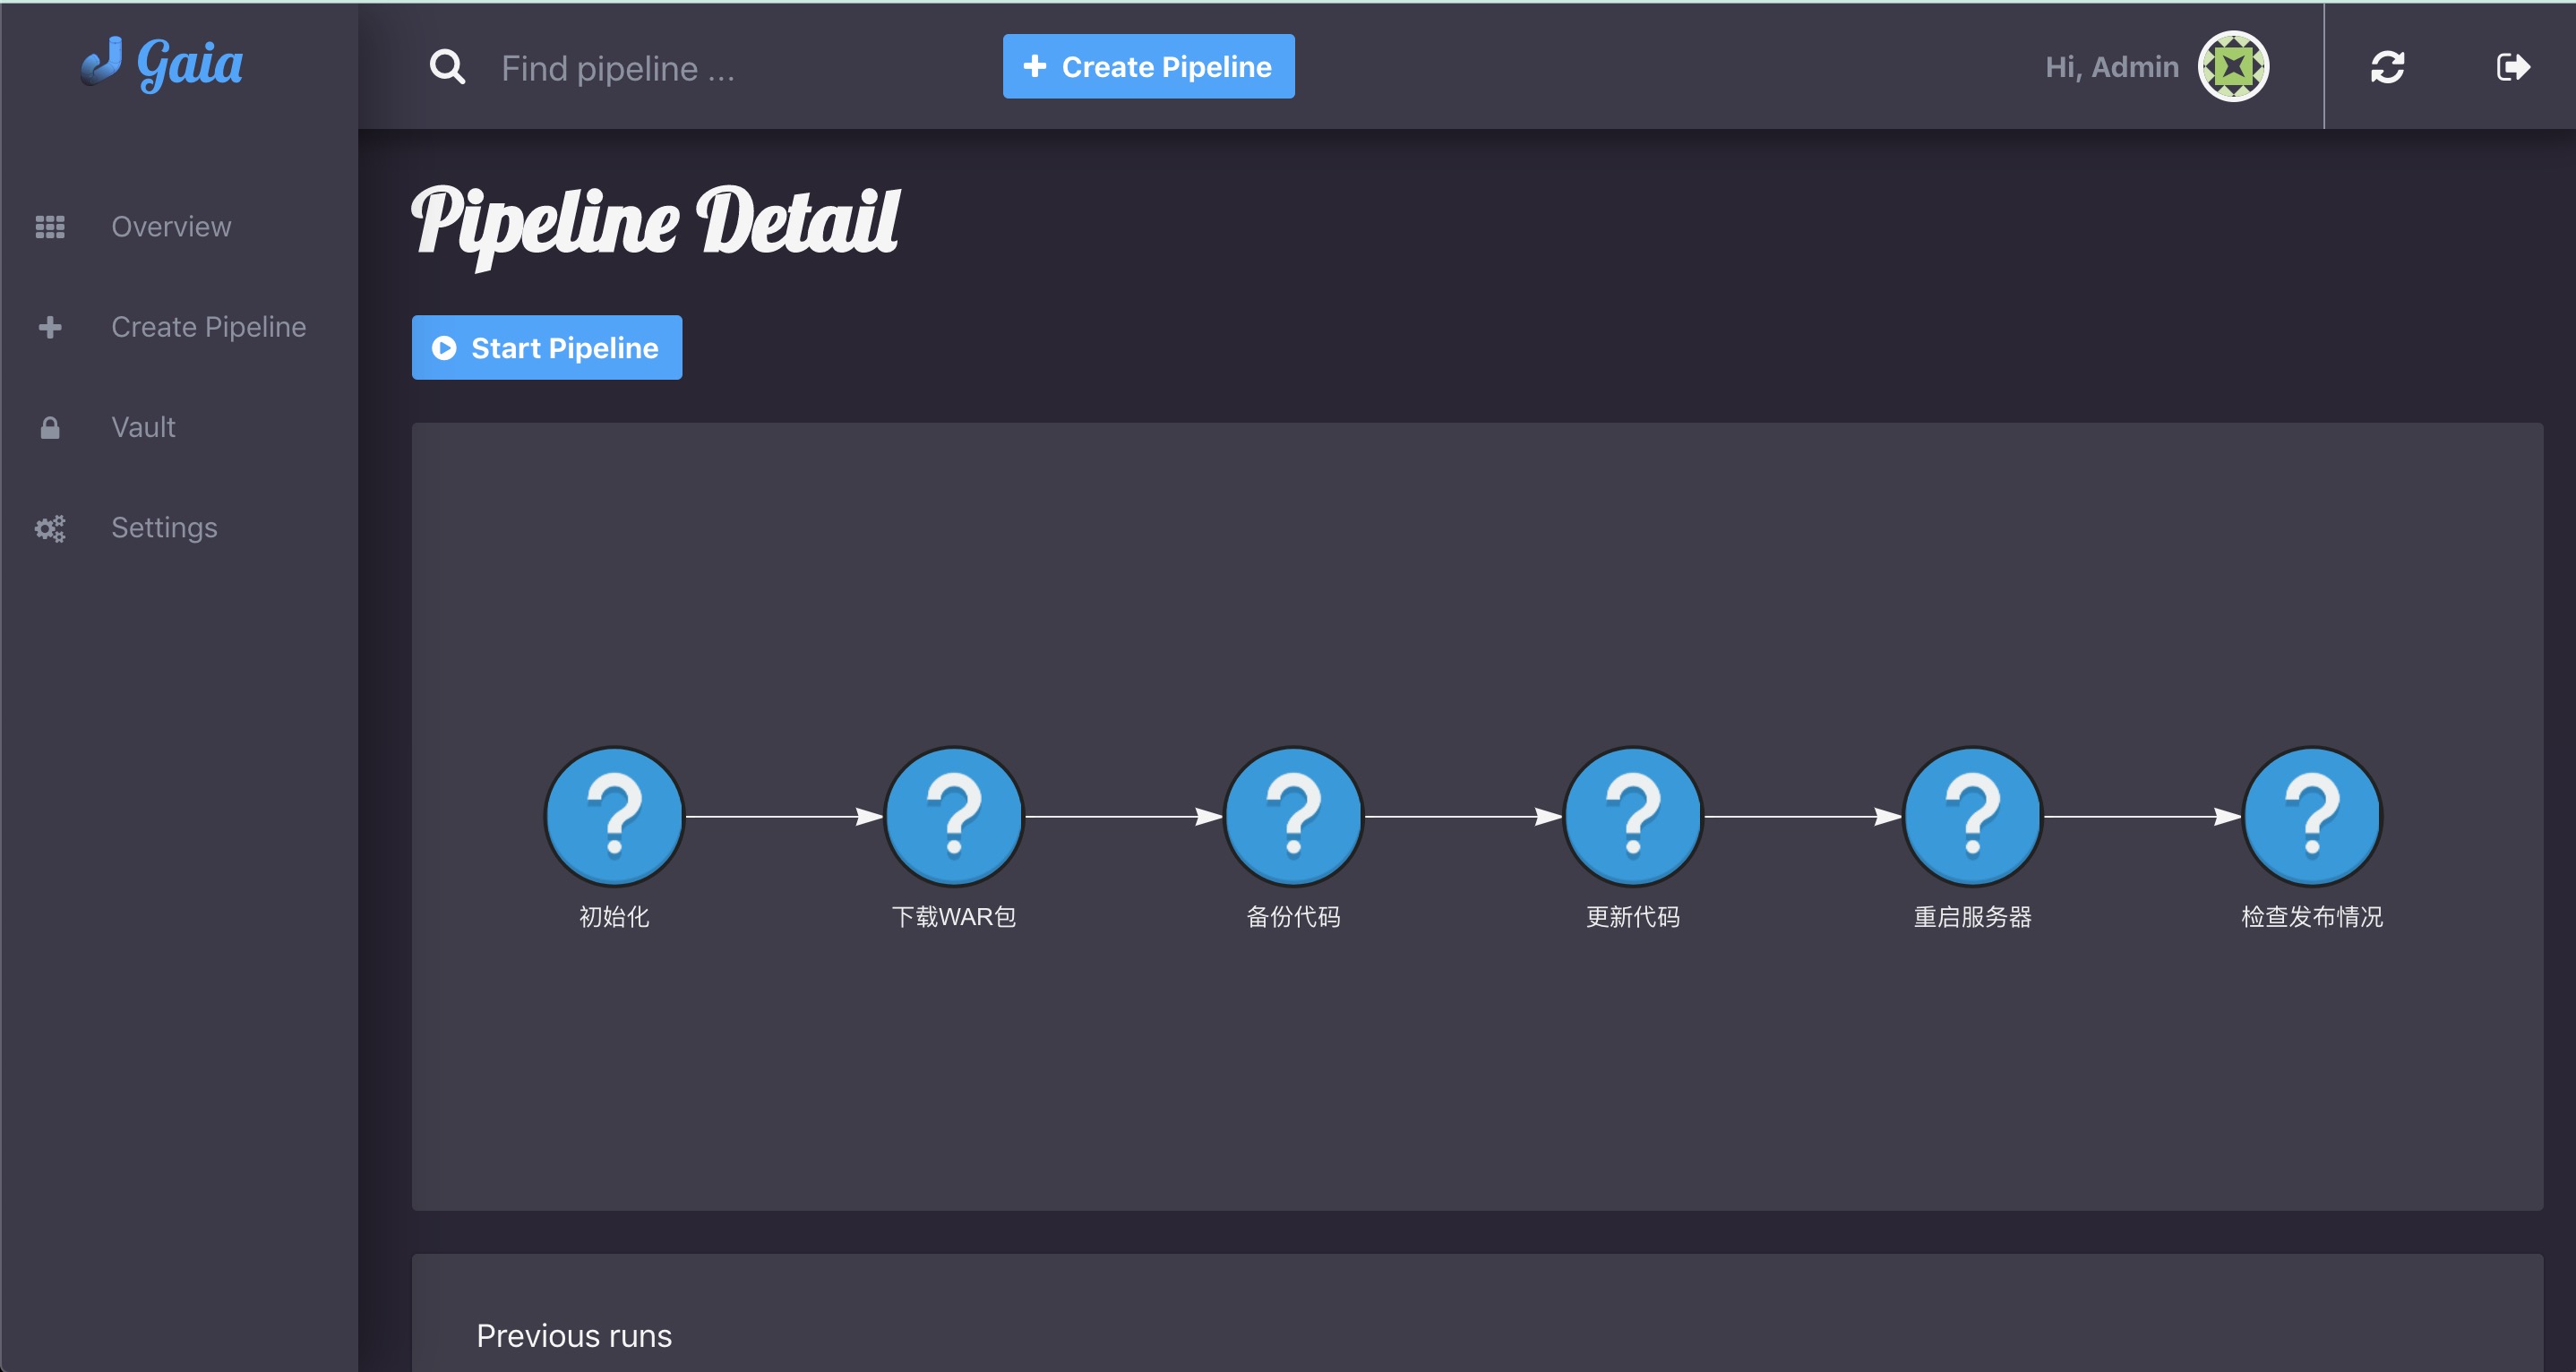 Gaia
Find pipeline ...
Create Pipeline
Hi, Admin
Overview
Create Pipeline
Vault
Settings
Pipeline Detail
Start Pipeline
初始化
下载WAR包
备份代码
更新代码
重启服务器
检查发布情况
Previous runs